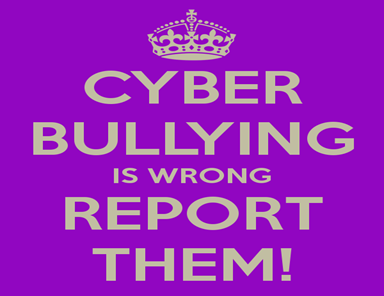 CYBER
BULLYING
IS WRONG
REPORT
THEM!